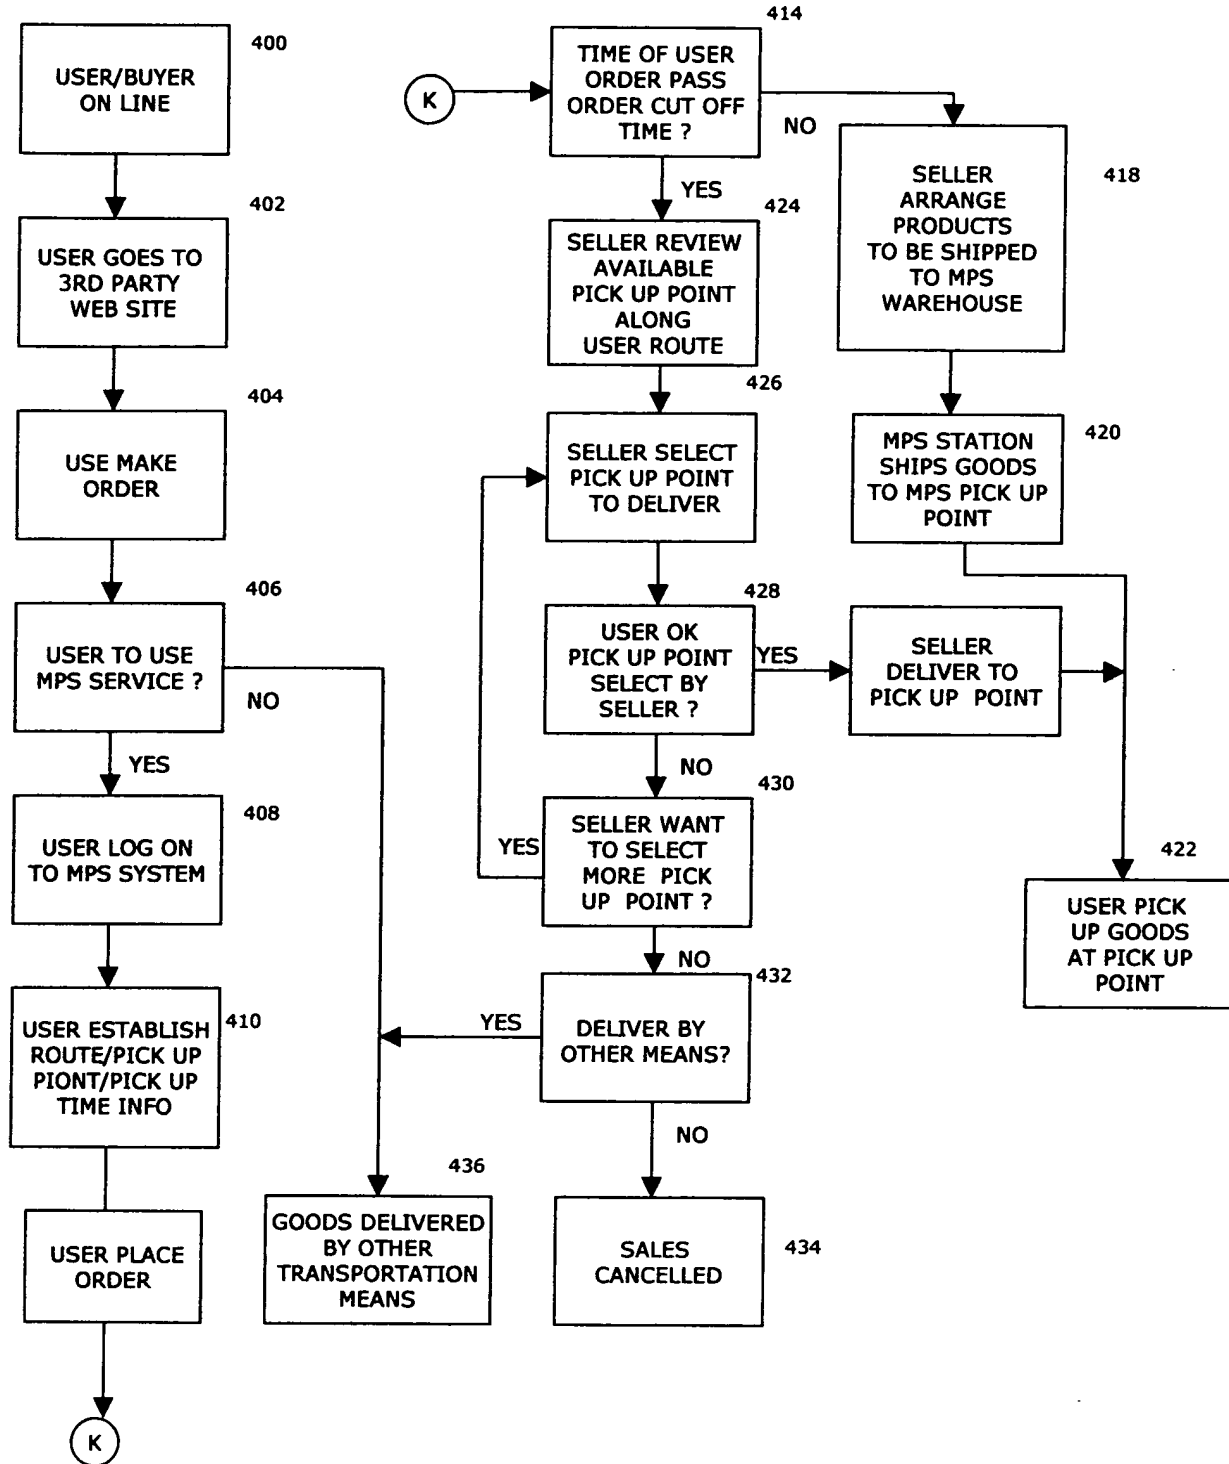 400
USER/BUYER
ON LINE
402
USER GOES TO
3RD PARTY
WEB SITE
404
USE MAKE
ORDER
406
USER TO USE
MPS SERVICE ?
NO
YES
408
USER LOG ON
TO MPS SYSTEM
410
USER ESTABLISH
ROUTE/PICK UP
PIONT/PICK UP
TIME INFO
USER PLACE
ORDER
K
436
GOODS DELIVERED
BY OTHER
TRANSPORTATION
MEANS
K
414
TIME OF USER
ORDER PASS
ORDER CUT OFF
TIME ?
NO
YES
424
SELLER REVIEW
AVAILABLE
PICK UP POINT
ALONG
USER ROUTE
426
SELLER SELECT
PICK UP POINT
TO DELIVER
428
USER OK
PICK UP POINT
SELECT BY
SELLER ?
YES
NO
430
SELLER WANT
TO SELECT
MORE PICK
UP POINT ?
YES
NO
432
DELIVER BY
OTHER MEANS?
YES
NO
434
SALES
CANCELLED
418
SELLER
ARRANGE
PRODUCTS
TO BE SHIPPED
TO MPS
WAREHOUSE
420
MPS STATION
SHIPS GOODS
TO MPS PICK UP
POINT
SELLER
DELIVER TO
PICK UP POINT
422
USER PICK
UP GOODS
AT PICK UP
POINT